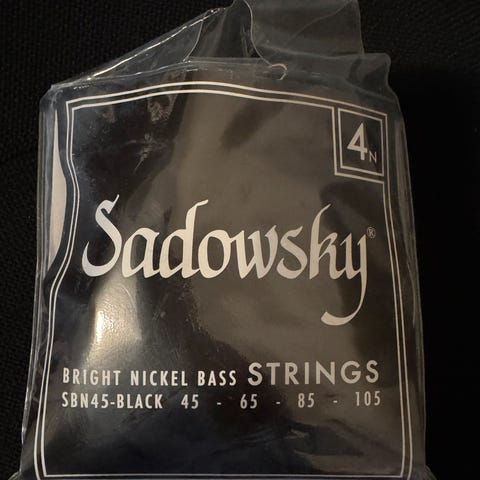 4N
Sadowsky®
BRIGHT NICKEL BASS STRINGS
SBN45-BLACK 45 - 65 - 85 - 105